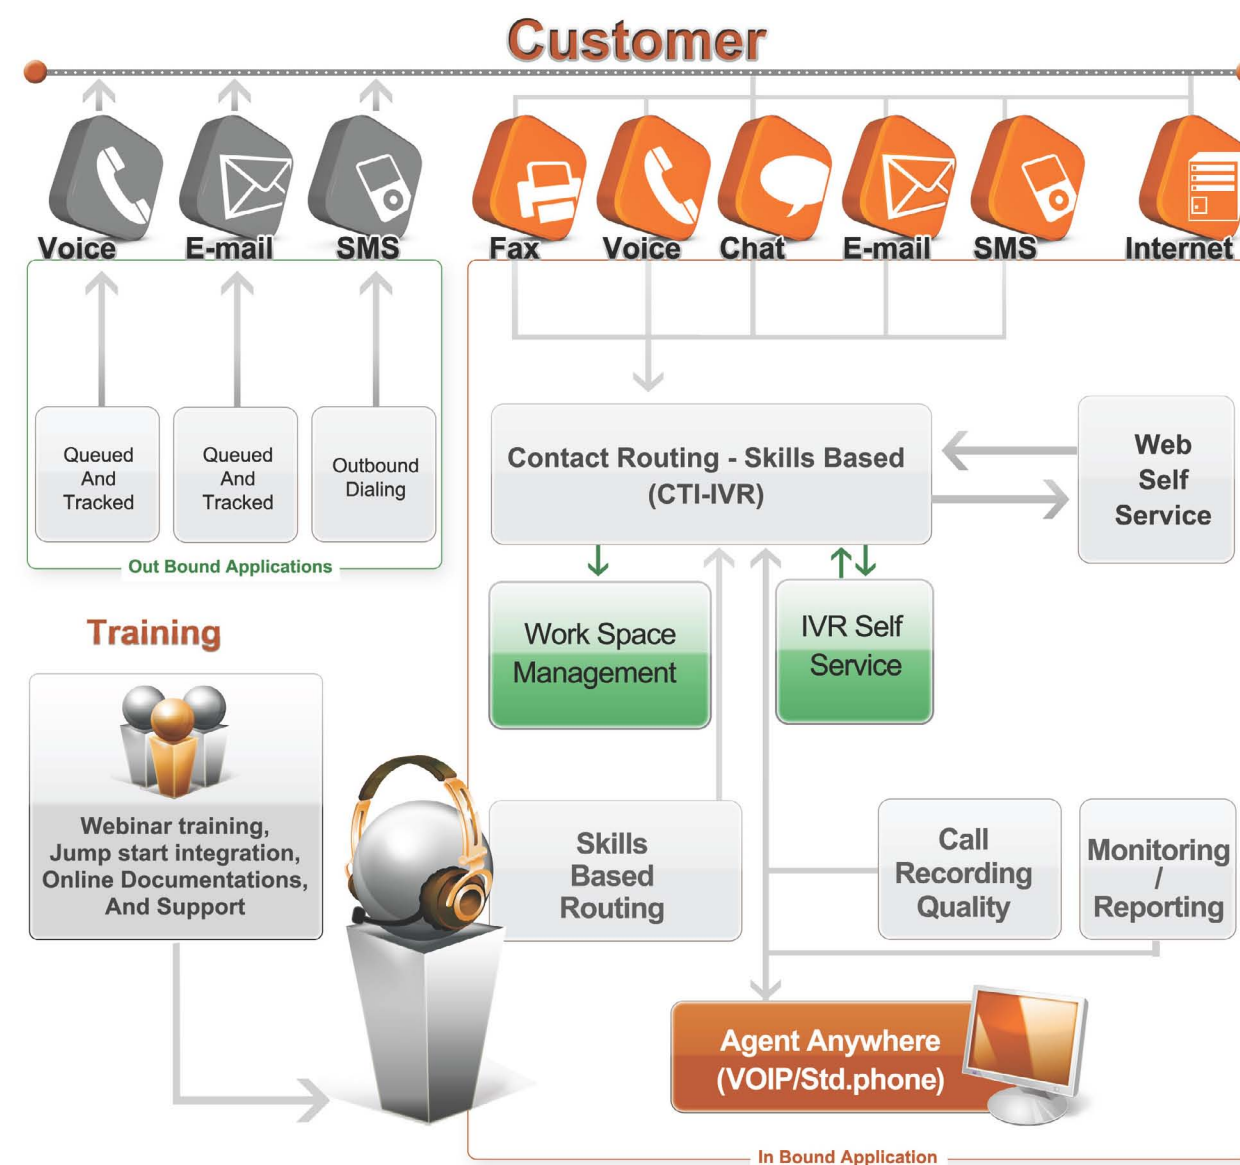 Customer
Voice
E-mail
SMS
Fax
Voice
Chat
E-mail
SMS
Internet
Queued
And
Tracked
Queued
And
Tracked
Outbound
Dialing
Out Bound Applications
Contact Routing - Skills Based
(CTI-IVR)
Web
Self
Service
Work Space
Management
IVR Self
Service
Training
Webinar training,
Jump start integration,
Online Documentations,
And Support
Skills
Based
Routing
Call
Recording
Quality
Monitoring
/
Reporting
Agent Anywhere
(VOIP/Std.phone)
In Bound Application